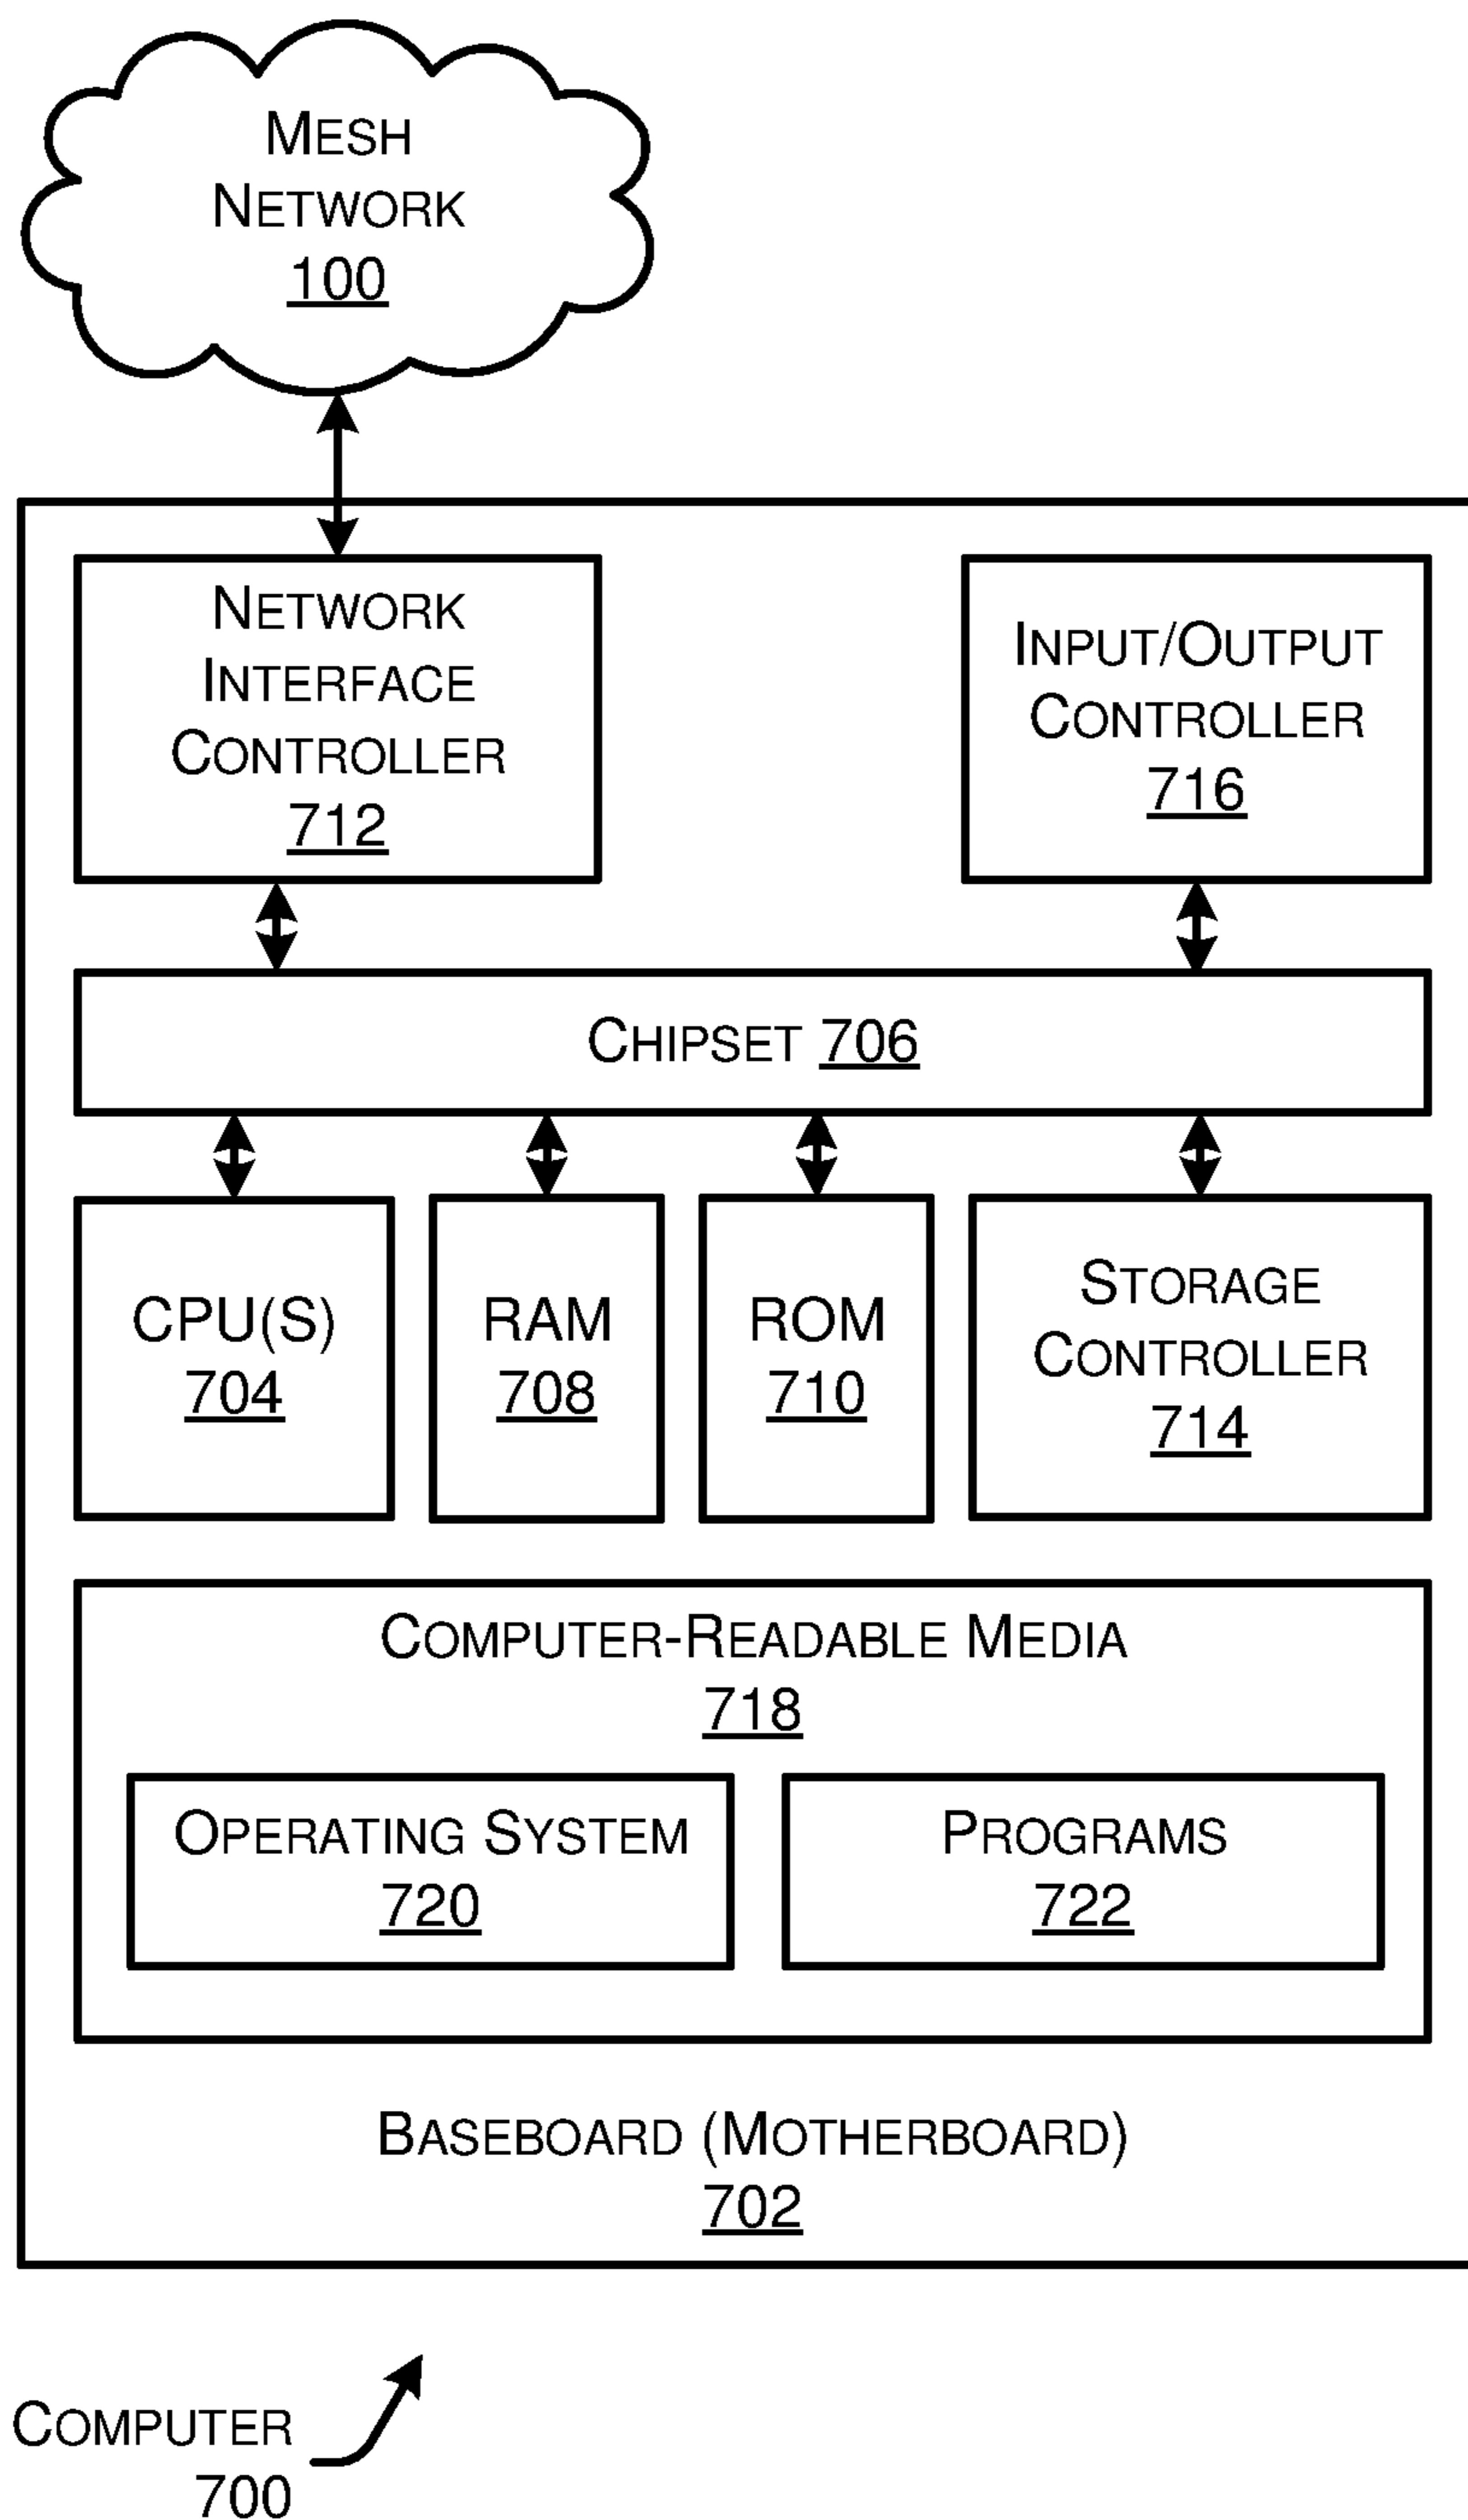 MESH
NETWORK
100
NETWORK
INTERFACE
CONTROLLER
712
INPUT/OUTPUT
CONTROLLER
716
CHIPSET 706
CPU(S)
704
RAM
708
ROM
710
STORAGE
CONTROLLER
714
COMPUTER-READABLE MEDIA
718
OPERATING SYSTEM
720
PROGRAMS
722
BASEBOARD (MOTHERBOARD)
702
COMPUTER
700